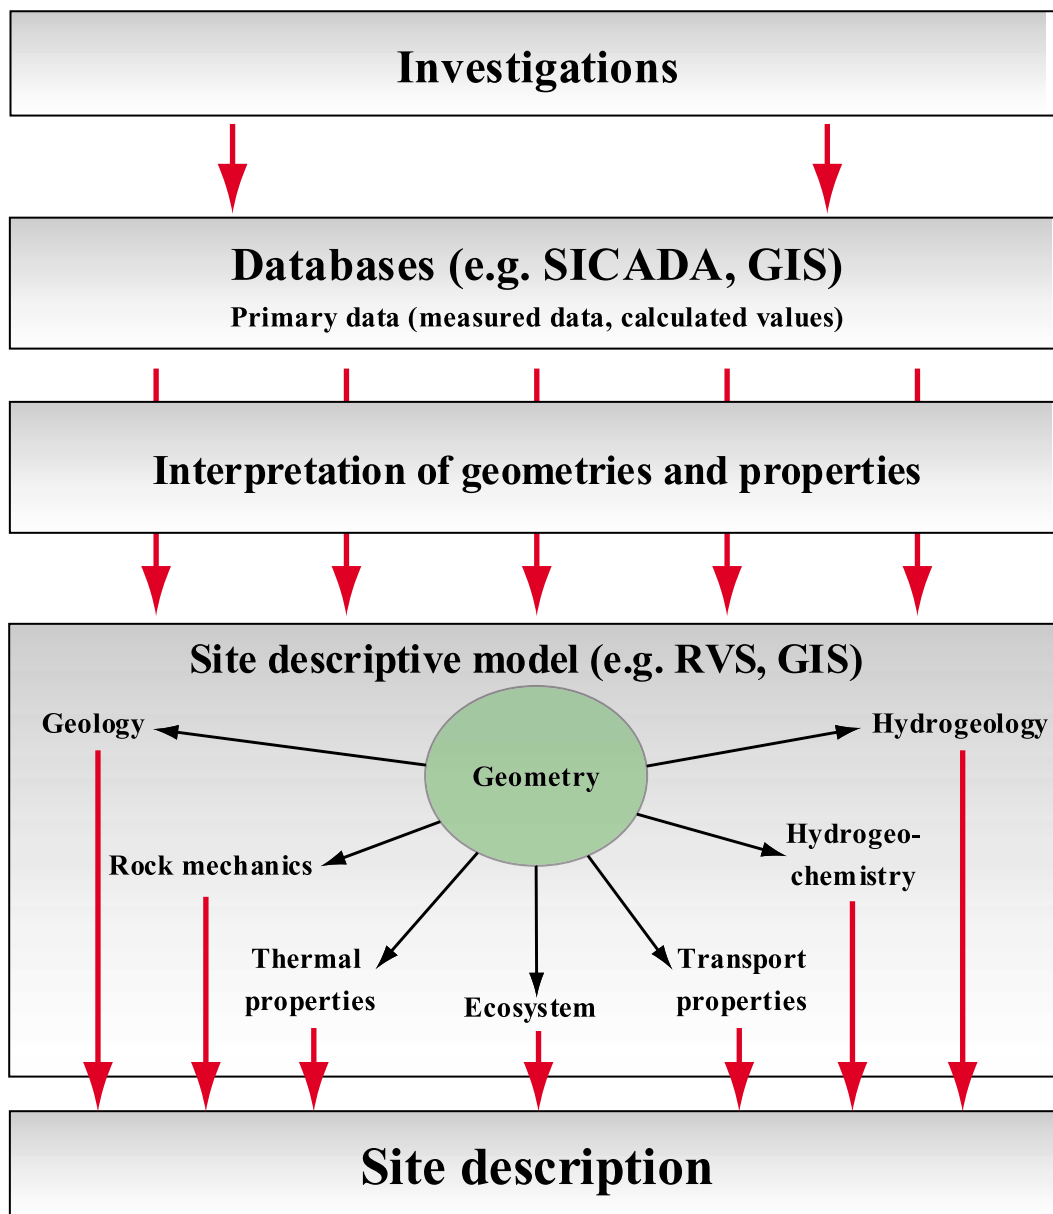 Investigations
Databases (e.g. SICADA, GIS)
Primary data (measured data, calculated values)
Interpretation of geometries and properties
Site descriptive model (e.g. RVS, GIS)
Geology
Hydrogeology
Geometry
Rock mechanics
Hydrogeo-
chemistry
Thermal
properties
Ecosystem
Transport
properties
Site description